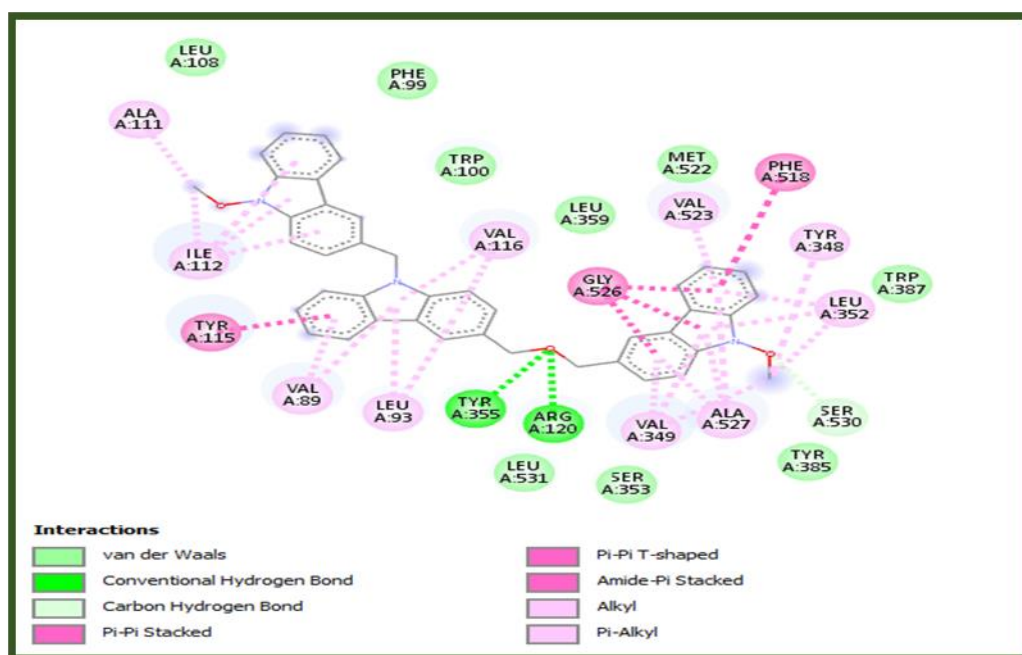 LEU
A:108
PHE
A:99
ALA
A:111
TRP
A:100
MET
A:522
PHE
A:518
VAL
A:523
LEU
A:359
TYR
A:348
VAL
A:116
ILE
A:112
N
O
GLY
A:526
TRP
A:387
LEU
A:352
N
TYR
A:115
N
O
O
VAL
A:89
LEU
A:93
TYR
A:355
ARG
A:120
VAL
A:349
ALA
A:527
SER
A:530
LEU
A:531
SER
A:353
TYR
A:385
Interactions
van der Waals
Conventional Hydrogen Bond
Carbon Hydrogen Bond
Pi-Pi Stacked
Pi-Pi T-shaped
Amide-Pi Stacked
Alkyl
Pi-Alkyl